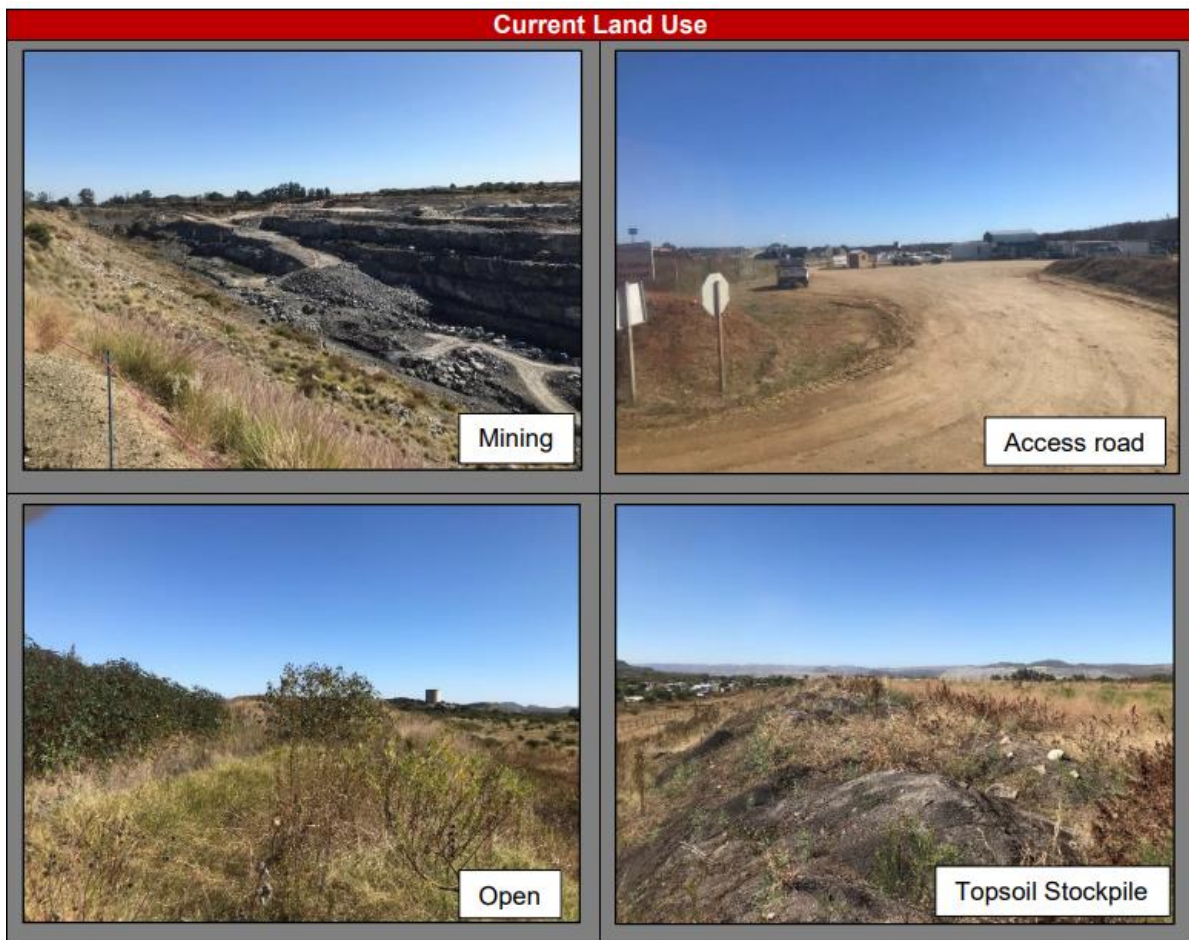 Current Land Use
Mining
Access road
Open
Topsoil Stockpile